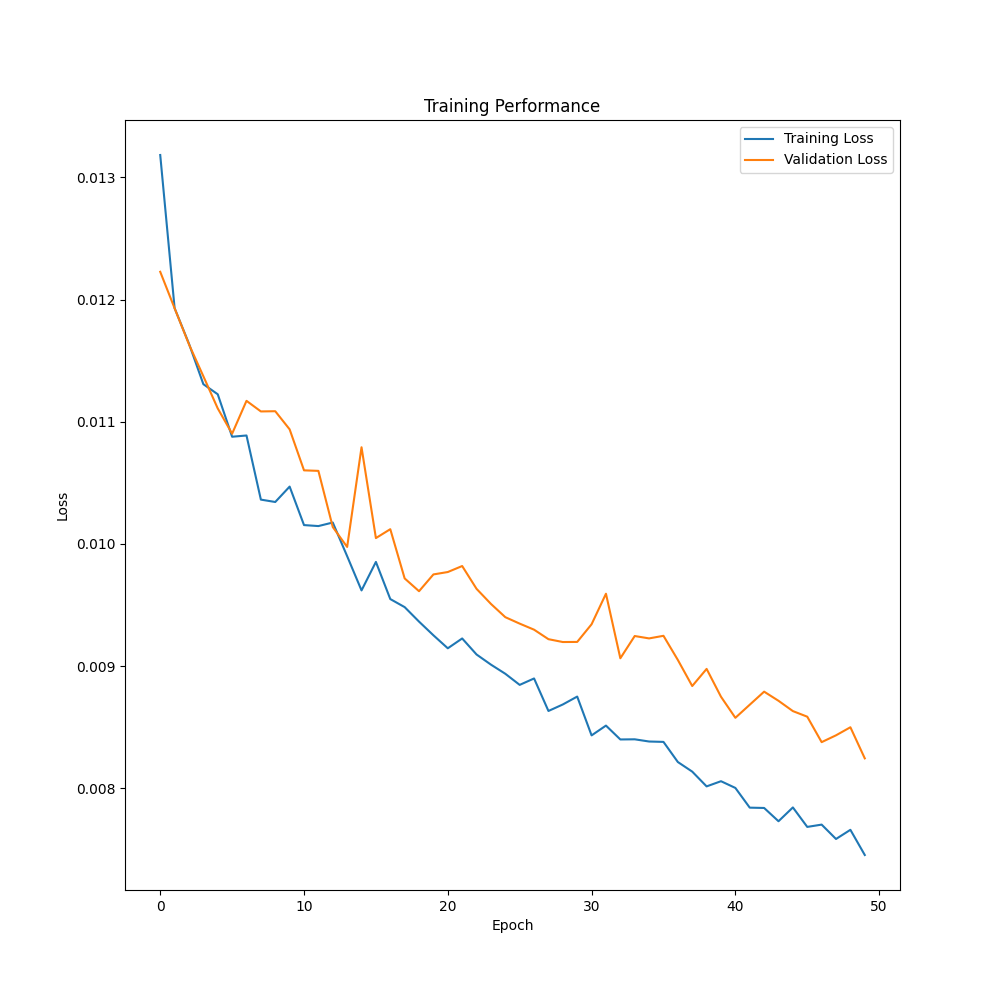 Training Performance
Training Loss
Validation Loss
0.013
0.012
0.011
0.010
0.009
0.008
Loss
0 10 20 30 40 50
Epoch